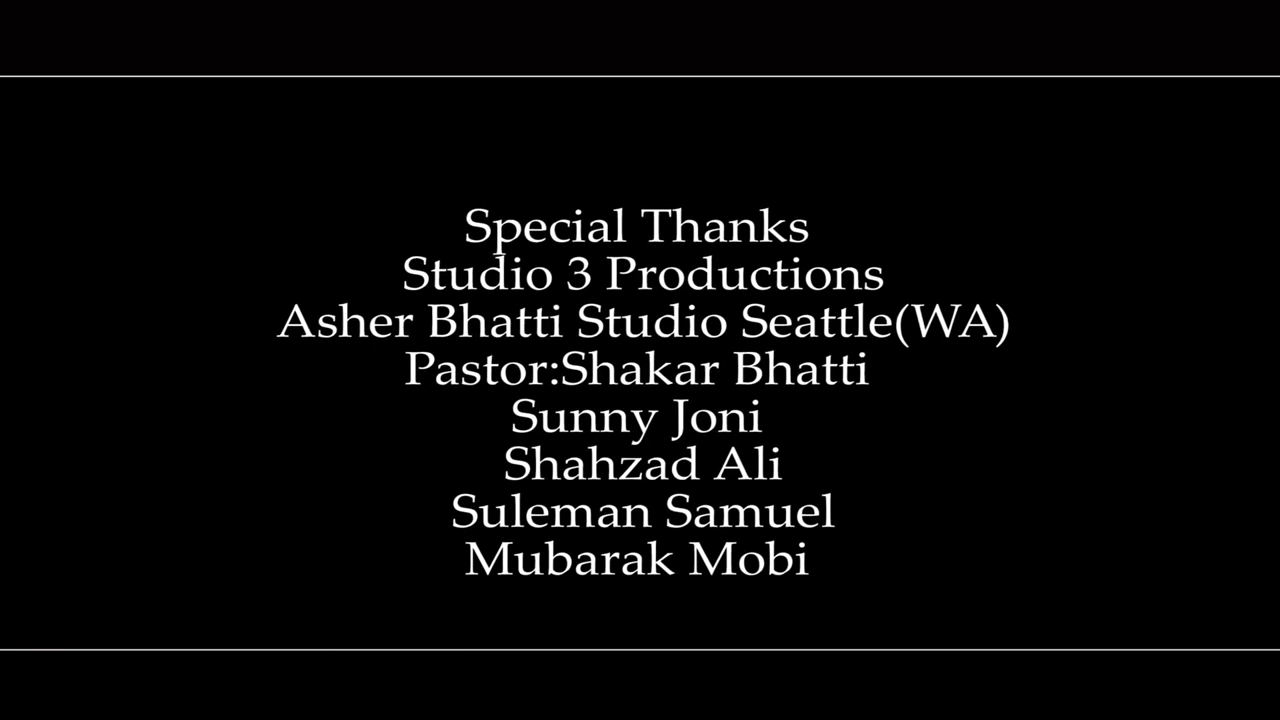 Special Thanks
Studio 3 Productions
Asher Bhatti Studio Seattle(WA)
Pastor:Shakar Bhatti
Sunny Joni
Shahzad Ali
Suleman Samuel
Mubarak Mobi